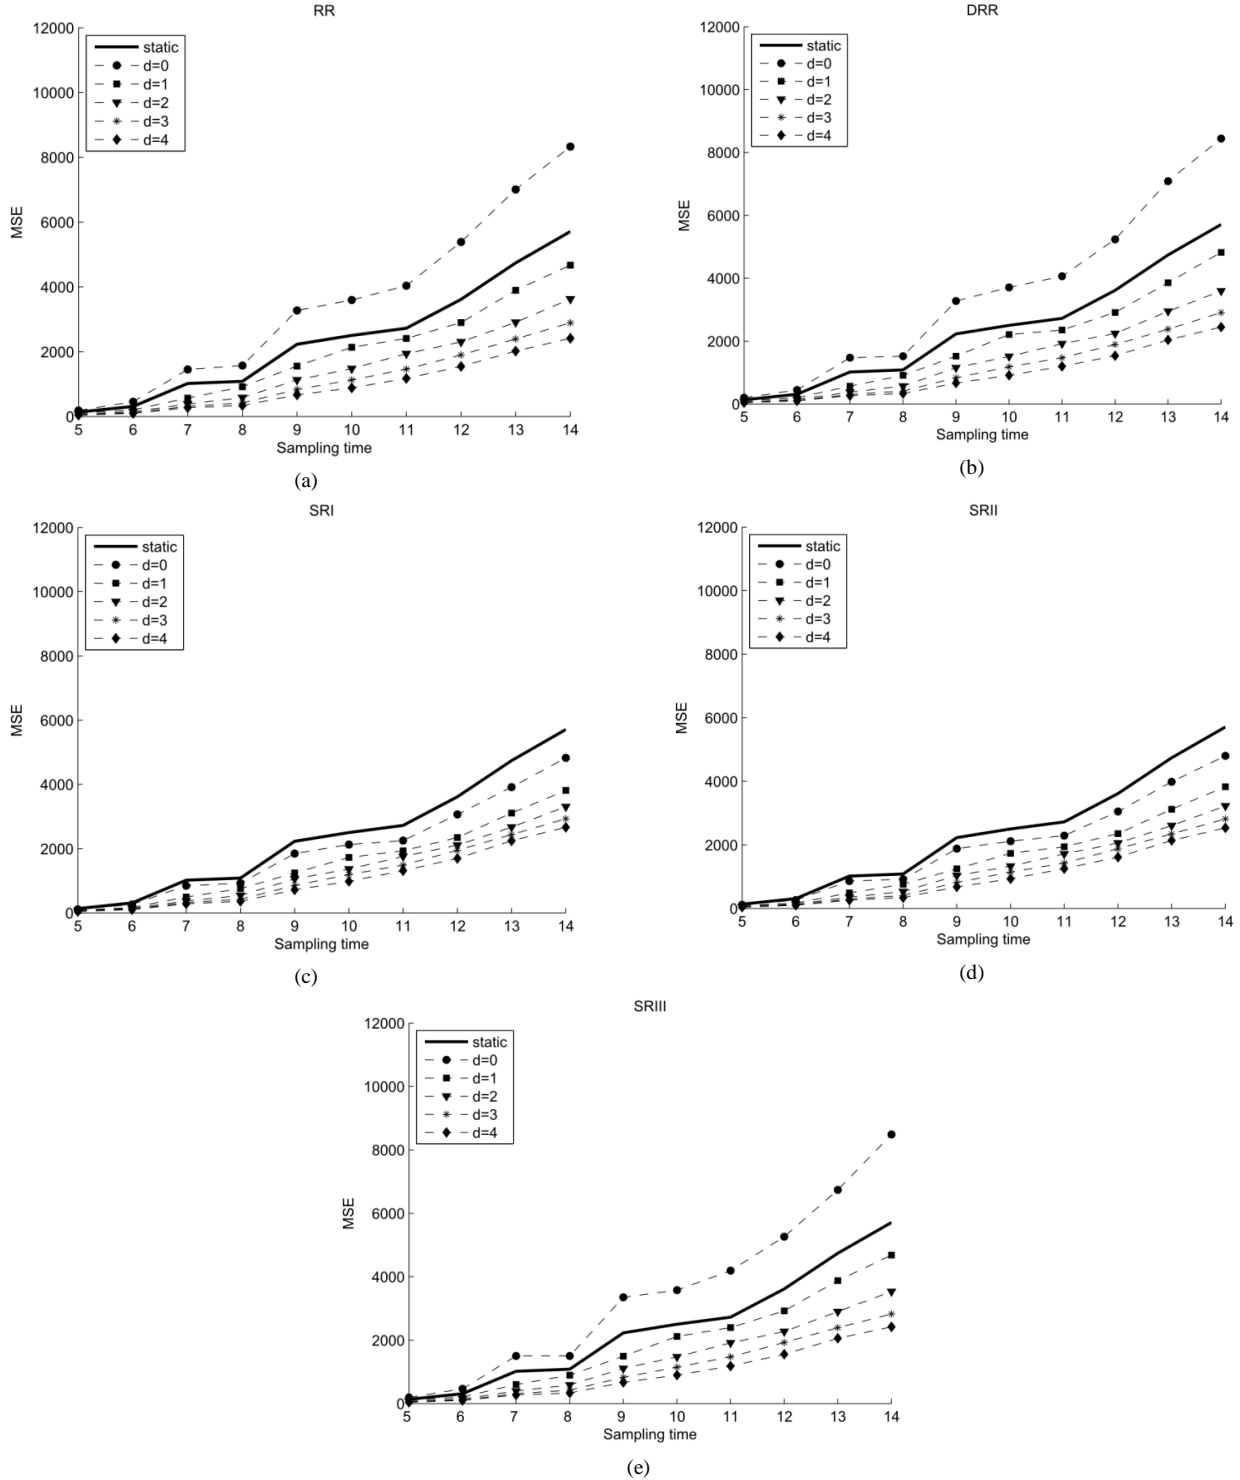 RR
12000
10000
8000
6000
4000
2000
0
MSE
static
d=0
d=1
d=2
d=3
d=4
5 6 7 8 9 10 11 12 13 14
Sampling time
(a)
DRR
12000
10000
8000
6000
4000
2000
0
MSE
static
d=0
d=1
d=2
d=3
d=4
5 6 7 8 9 10 11 12 13 14
Sampling time
(b)
SRI
12000
10000
8000
6000
4000
2000
0
MSE
static
d=0
d=1
d=2
d=3
d=4
5 6 7 8 9 10 11 12 13 14
Sampling time
(c)
SRII
12000
10000
8000
6000
4000
2000
0
MSE
static
d=0
d=1
d=2
d=3
d=4
5 6 7 8 9 10 11 12 13 14
Sampling time
(d)
SRIII
12000
10000
8000
6000
4000
2000
0
MSE
static
d=0
d=1
d=2
d=3
d=4
5 6 7 8 9 10 11 12 13 14
Sampling time
(e)